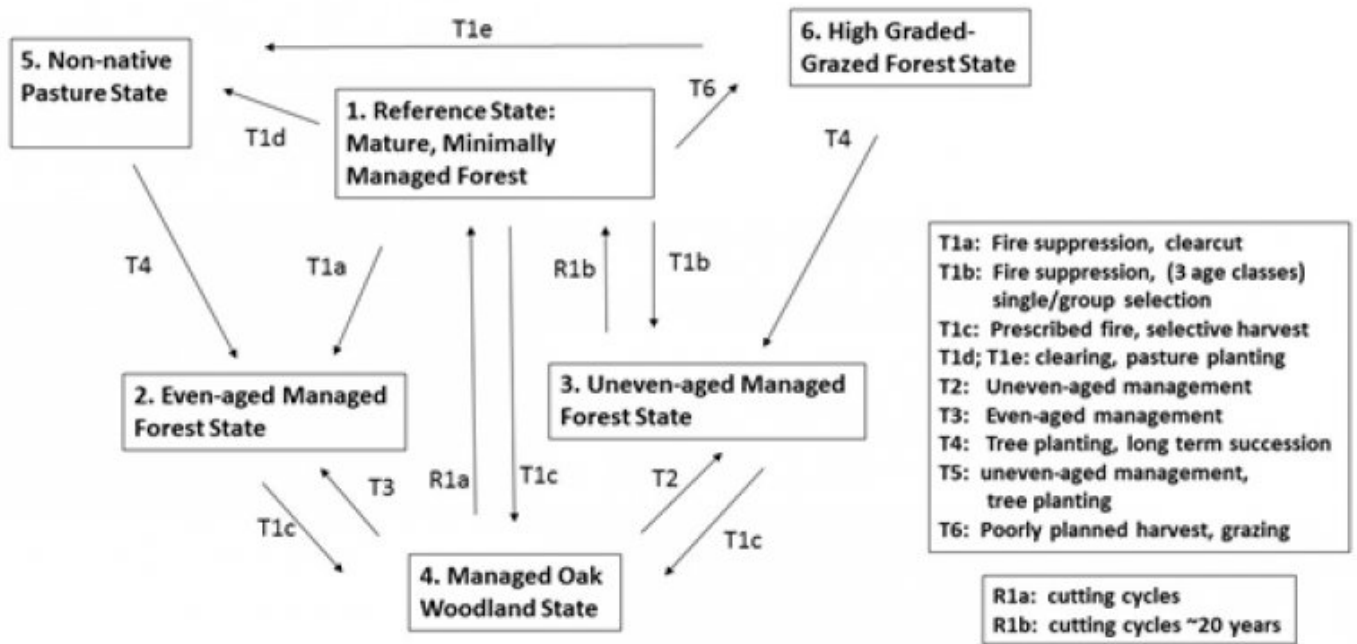 T1e
5. Non-native
Pasture State
6. High Graded-
Grazed Forest State
T6
1. Reference State:
Mature, Minimally
Managed Forest
T1d
T4
T4
T1a
R1b
T1b
T1a: Fire suppression, clearcut
T1b: Fire suppression, (3 age classes)
single/group selection
T1c: Prescribed fire, selective harvest
T1d; T1e: clearing, pasture planting
T2: Uneven-aged management
T3: Even-aged management
T4: Tree planting, long term succession
T5: uneven-aged management,
tree planting
T6: Poorly planned harvest, grazing
2. Even-aged Managed
Forest State
3. Uneven-aged Managed
Forest State
T1c
T3
R1a
T1c
T2
T1c
4. Managed Oak
Woodland State
R1a: cutting cycles
R1b: cutting cycles ~20 years